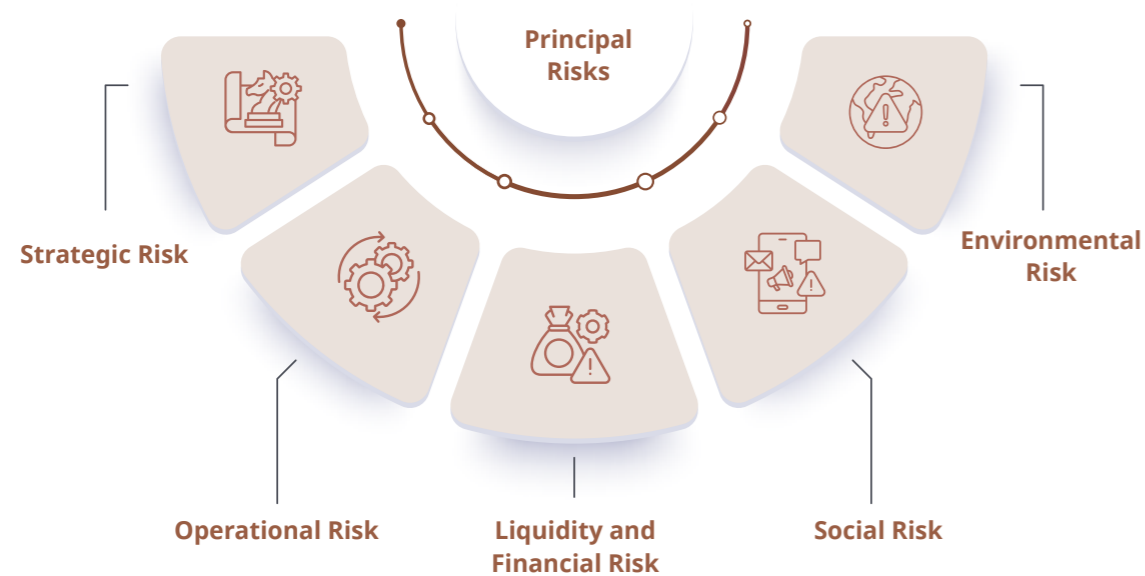 Principal
Risks
Strategic Risk
Operational Risk
Liquidity and
Financial Risk
Social Risk
Environmental
Risk